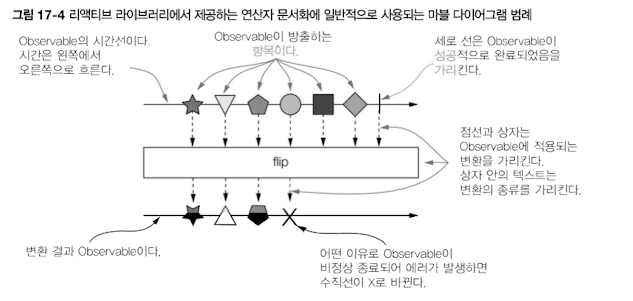 그림 17-4 리액티브 라이브러리에서 제공하는 연산자 문서화에 일반적으로 사용되는 마블 다이어그램 범례
Observable의 시간선이다.
시간은 왼쪽에서
오른쪽으로 흐른다.
Observable이 방출하는
항목이다.
세로 선은 Observable이
성공적으로 완료되었음을
가리킨다.
점선과 상자는
Observable에 적용되는
변환을 가리킨다.
상자 안의 텍스트는
변환의 종류를 가리킨다.
flip
변환 결과 Observable이다.
어떤 이유로 Observable이
비정상 종료되어 에러가 발생하면
수직선이 X로 바뀐다.